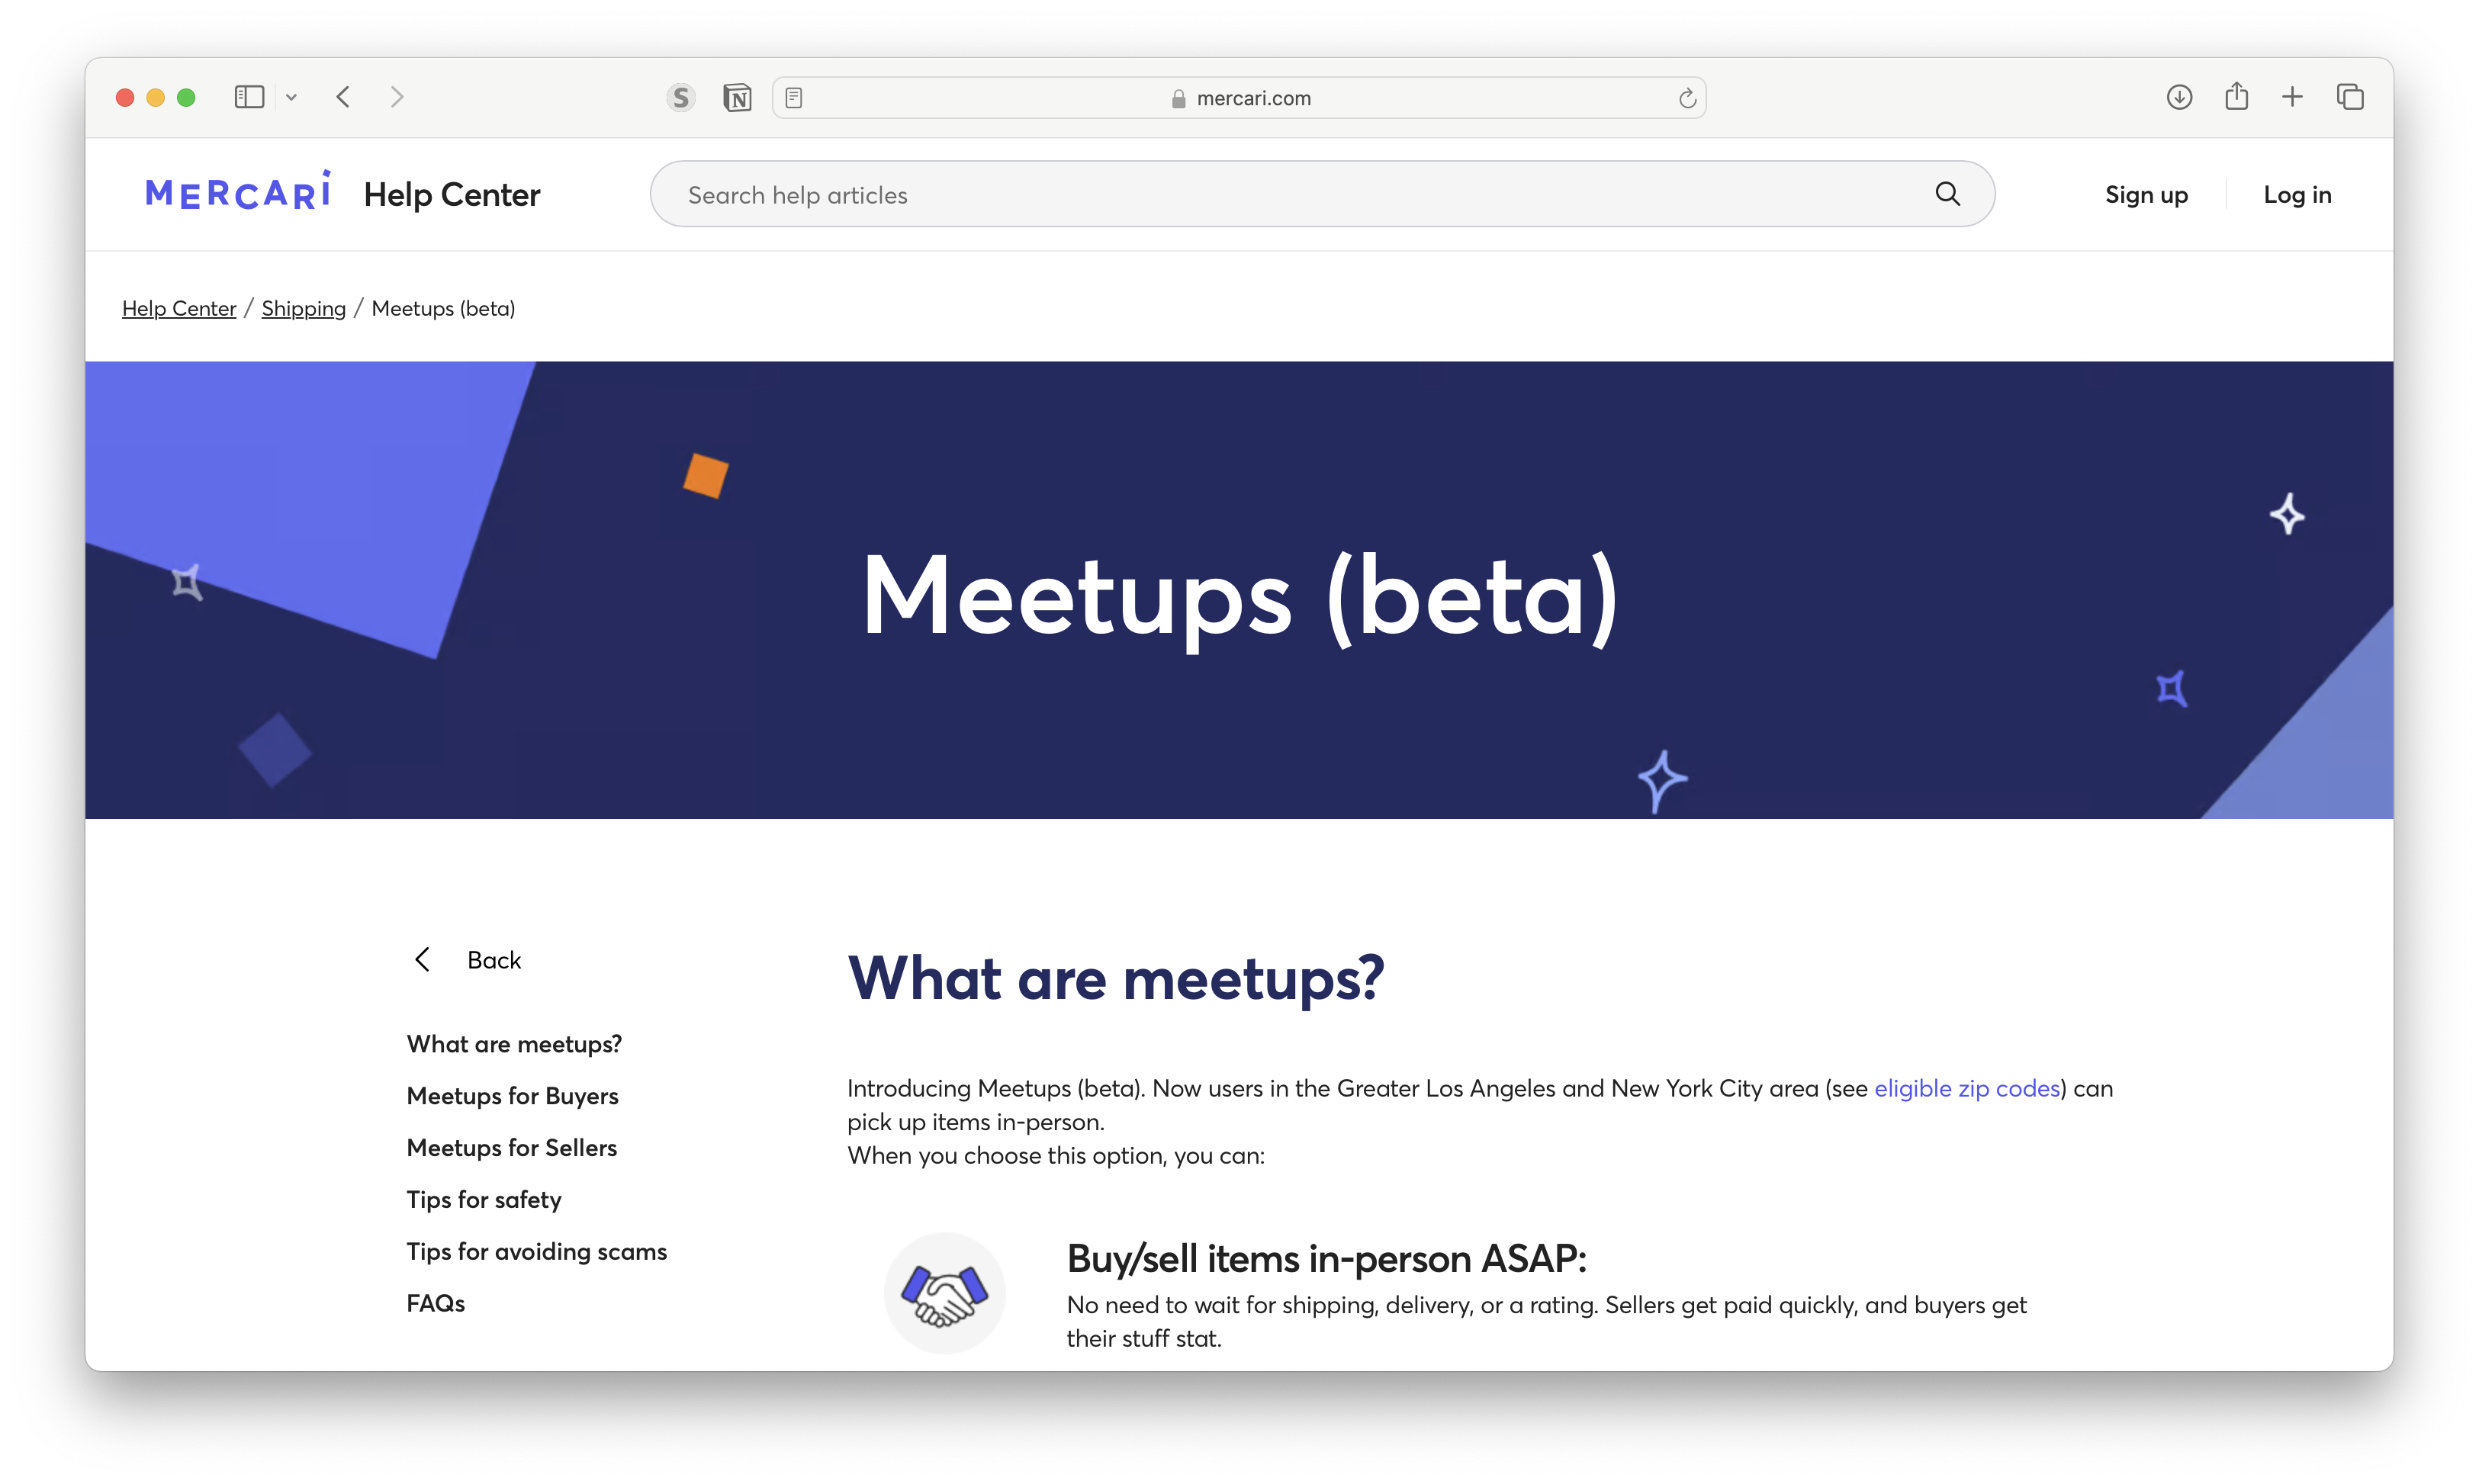 S
N
mercari.com
MERCARI Help Center
Search help articles
Sign up
Log in
Help Center / Shipping / Meetups (beta)
Meetups (beta)
Back
What are meetups?
Meetups for Buyers
Meetups for Sellers
Tips for safety
Tips for avoiding scams
FAQs
What are meetups?
Introducing Meetups (beta). Now users in the Greater Los Angeles and New York City area (see eligible zip codes) can
pick up items in-person.
When you choose this option, you can:
Buy/sell items in-person ASAP:
No need to wait for shipping, delivery, or a rating. Sellers get paid quickly, and buyers get
their stuff stat.